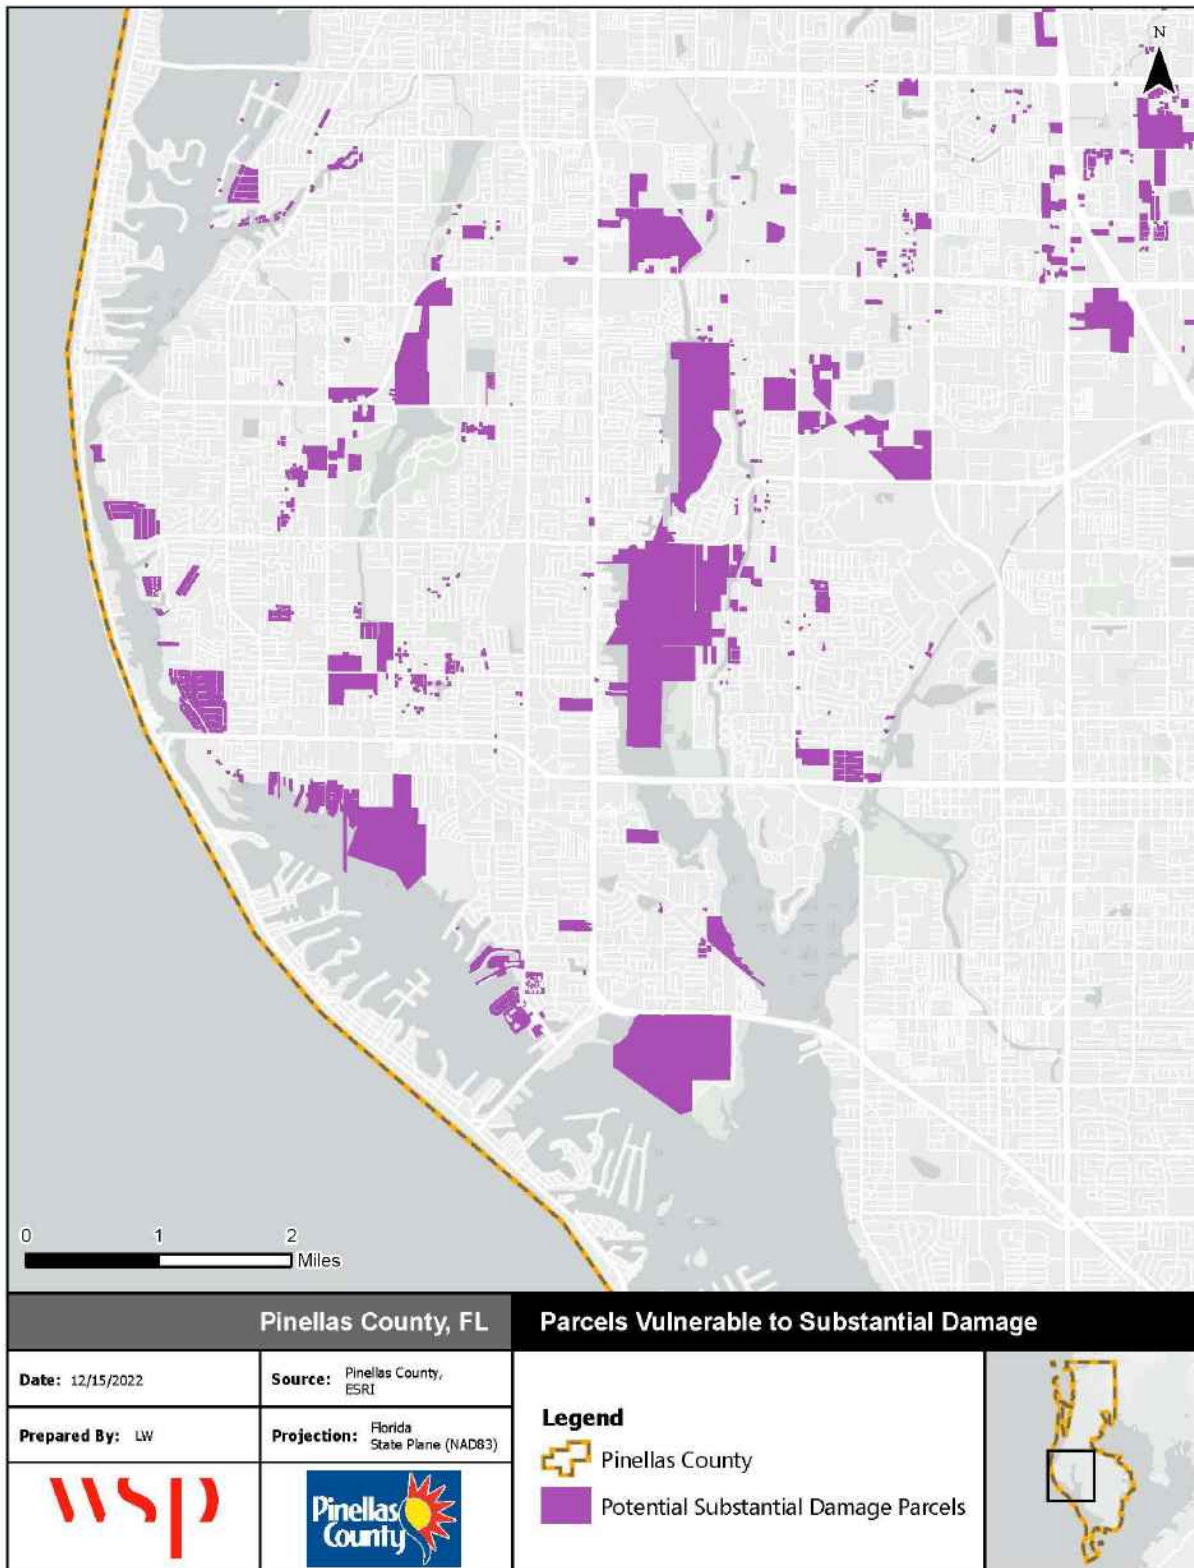 N
0 1 2
Miles
Pinellas County, FL
Parcels Vulnerable to Substantial Damage
Date: 12/15/2022
Source: Pinellas County,
ESRI
Prepared By: LW
Projection: Florida
State Plane (NAD83)
wsp
Pinellas
County
Legend
Pinellas County
Potential Substantial Damage Parcels